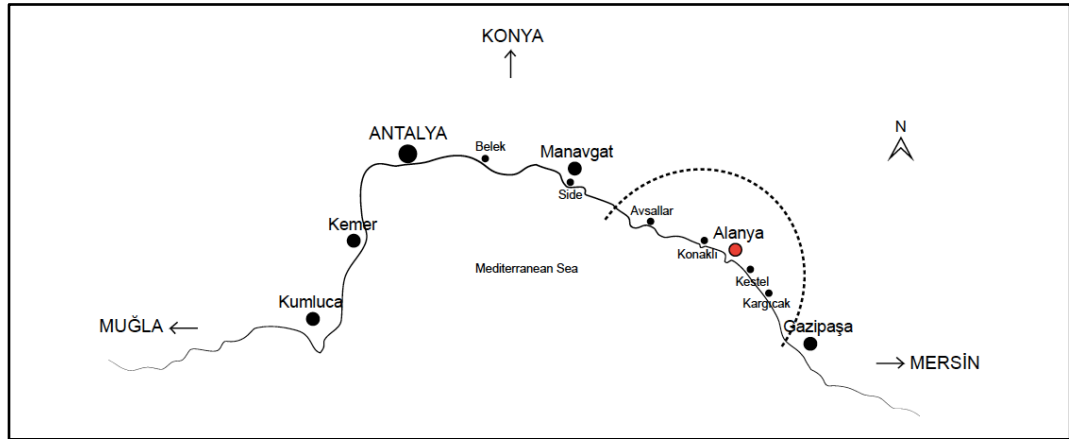 KONYA
N
ANTALYA
Belek
Manavgat
Side
Avsallar
Kemer
Alanya
Konaklı
Mediterranean Sea
Kestel
Kargıcak
Kumluca
MUĞLA
Gazipaşa
MERSİN